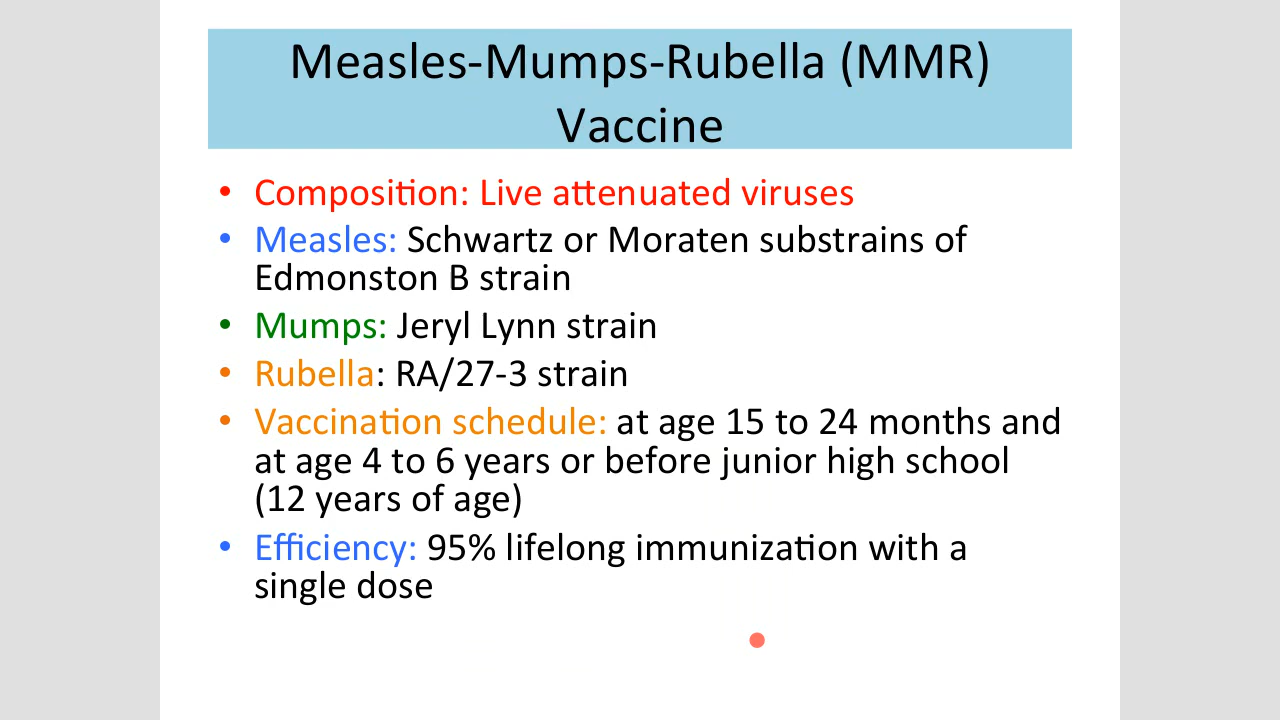 Measles-Mumps-Rubella (MMR)
Vaccine
• Composition: Live attenuated viruses
• Measles: Schwartz or Moraten substrains of
Edmonston B strain
• Mumps: Jeryl Lynn strain
• Rubella: RA/27-3 strain
• Vaccination schedule: at age 15 to 24 months and
at age 4 to 6 years or before junior high school
(12 years of age)
• Efficiency: 95% lifelong immunization with a
single dose